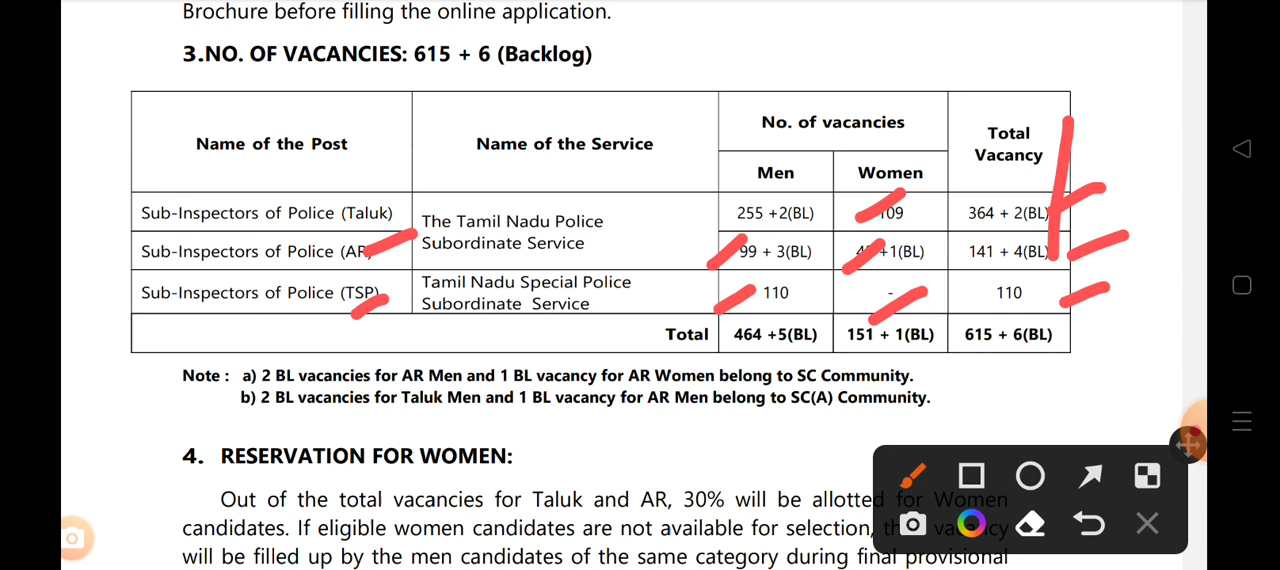 Brochure before filling the online application.
3.NO. OF VACANCIES: 615 + 6 (Backlog)
Name of the Post Name of the Service No. of vacancies Total Vacancy
Men Women
Sub-Inspectors of Police (Taluk) The Tamil Nadu Police Subordinate Service 255 +2(BL) 109 364 + 2(BL)
Sub-Inspectors of Police (AR) 99 + 3(BL) +1(BL) 141 + 4(BL)
Sub-Inspectors of Police (TSP) Tamil Nadu Special Police Subordinate Service 110 - 110
Total 464 +5(BL) 151 + 1(BL) 615 + 6(BL)
Note : a) 2 BL vacancies for AR Men and 1 BL vacancy for AR Women belong to SC Community.
b) 2 BL vacancies for Taluk Men and 1 BL vacancy for AR Men belong to SC(A) Community.
4. RESERVATION FOR WOMEN:
Out of the total vacancies for Taluk and AR, 30% will be allotted for Women
candidates. If eligible women candidates are not available for selection, the vacancy
will be filled up by the men candidates of the same category during final provisional